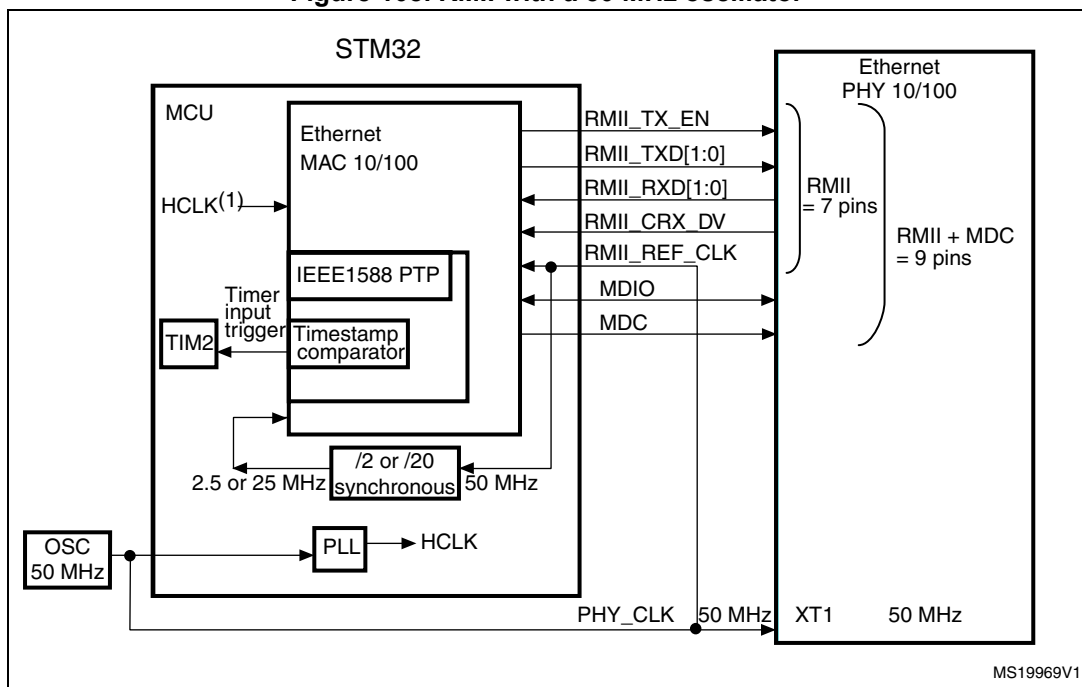 STM32
MCU
Ethernet
MAC 10/100
HCLK(1)
IEEE1588 PTP
Timer
input
trigger
TIM2
Timestamp
comparator
/2 or /20
synchronous
2.5 or 25 MHz
50 MHz
OSC
50 MHz
PLL
HCLK
RMII_TX_EN
RMII_TXD[1:0]
RMII_RXD[1:0]
RMII_CRX_DV
RMII_REF_CLK
MDIO
MDC
PHY_CLK
50 MHz
Ethernet
PHY 10/100
RMII
= 7 pins
RMII + MDC
= 9 pins
XT1
50 MHz
MS19969V1